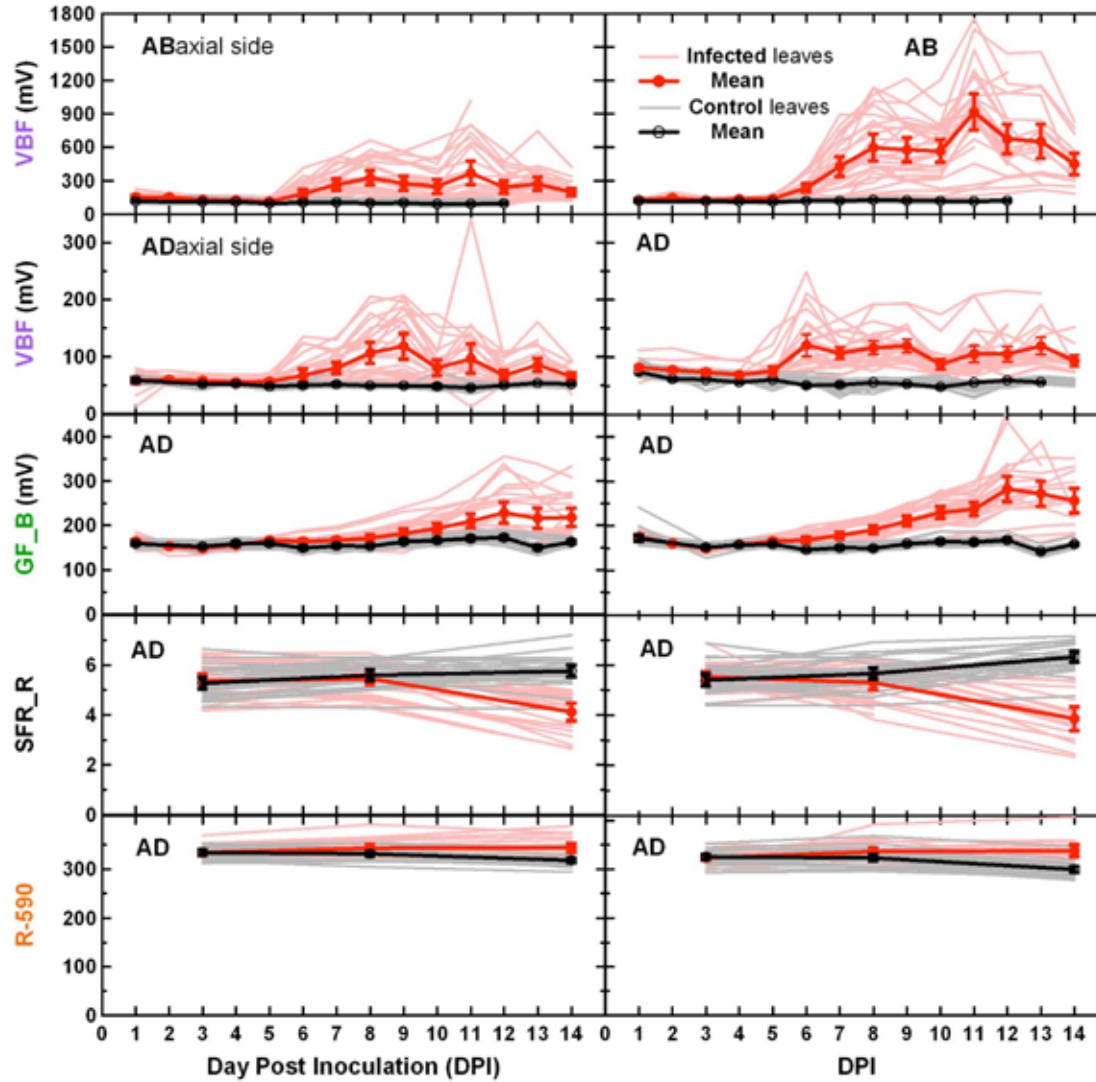 1800
1500
1200
900
600
300
0
VBF (mV)
ABaxial side
AB
Infected leaves
Mean
Control leaves
Mean
300
200
100
0
VBF (mV)
ADaxial side
AD
400
300
200
100
0
GF_B (mV)
AD
AD
6
4
2
0
SFR_R
AD
AD
300
200
100
0
R-590
AD
AD
0 1 2 3 4 5 6 7 8 9 10 11 12 13 14
1 2 3 4 5 6 7 8 9 10 11 12 13 14
Day Post Inoculation (DPI)
DPI